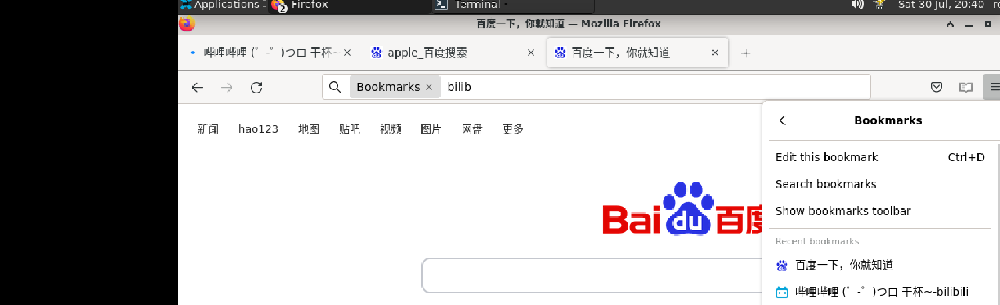 Applications 2 Firefox Terminal - Sat 30 Jul, 20:40
百度一下，你就知道 — Mozilla Firefox
哔哩哔哩 (゜-゜)つロ 干杯~ apple_百度搜索 百度一下，你就知道
Bookmarks bilib
新闻 hao123 地图 贴吧 视频 图片 网盘 更多
Bai du 百度
Bookmarks
Edit this bookmark Ctrl+D
Search bookmarks
Show bookmarks toolbar
Recent bookmarks
百度一下，你就知道
哔哩哔哩 (゜-゜)つロ 干杯~-bilibili